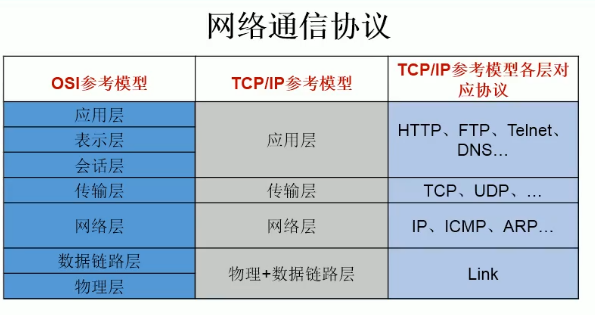 网络通信协议
OSI参考模型
TCP/IP参考模型
TCP/IP参考模型各层对
应协议
应用层
表示层
会话层
应用层
HTTP、FTP、Telnet、
DNS…
传输层
传输层
TCP、UDP、…
网络层
网络层
IP、ICMP、ARP…
数据链路层
物理层
物理+数据链路层
Link